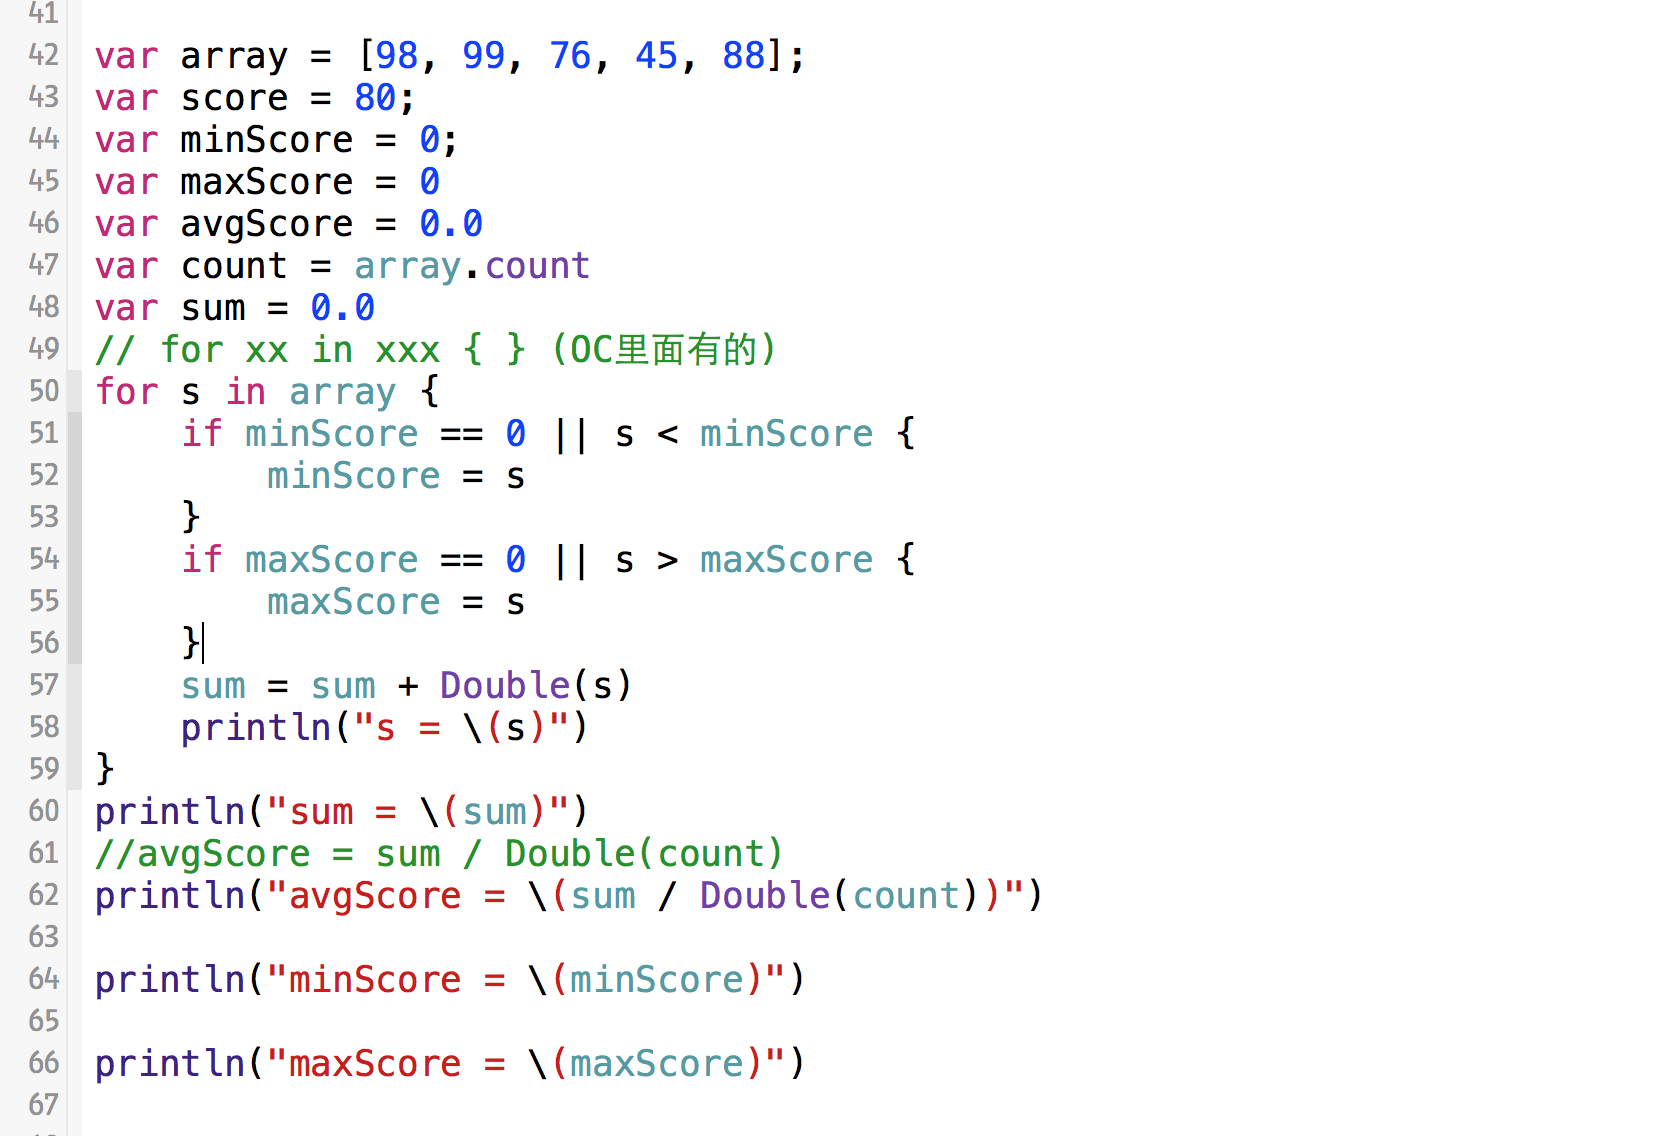 41
42 var array = [98, 99, 76, 45, 88];
43 var score = 80;
44 var minScore = 0;
45 var maxScore = 0
46 var avgScore = 0.0
47 var count = array.count
48 var sum = 0.0
49 // for xx in xxx { } (OC里面有的)
50 for s in array {
51     if minScore == 0 || s < minScore {
52         minScore = s
53     }
54     if maxScore == 0 || s > maxScore {
55         maxScore = s
56     }
57     sum = sum + Double(s)
58     println("s = \(s)")
59 }
60 println("sum = \(sum)")
61 //avgScore = sum / Double(count)
62 println("avgScore = \(sum / Double(count))")
63
64 println("minScore = \(minScore)")
65
66 println("maxScore = \(maxScore)")
67